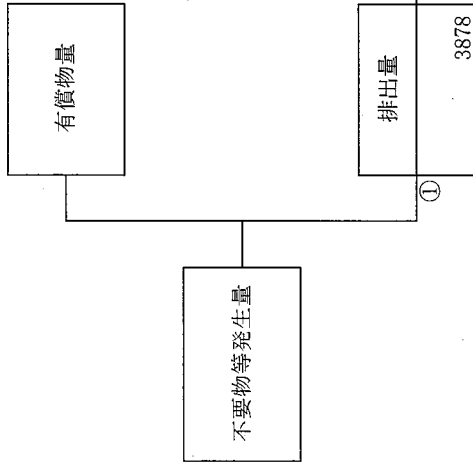 有償物量
不要物等発生量
排出量
①
3878